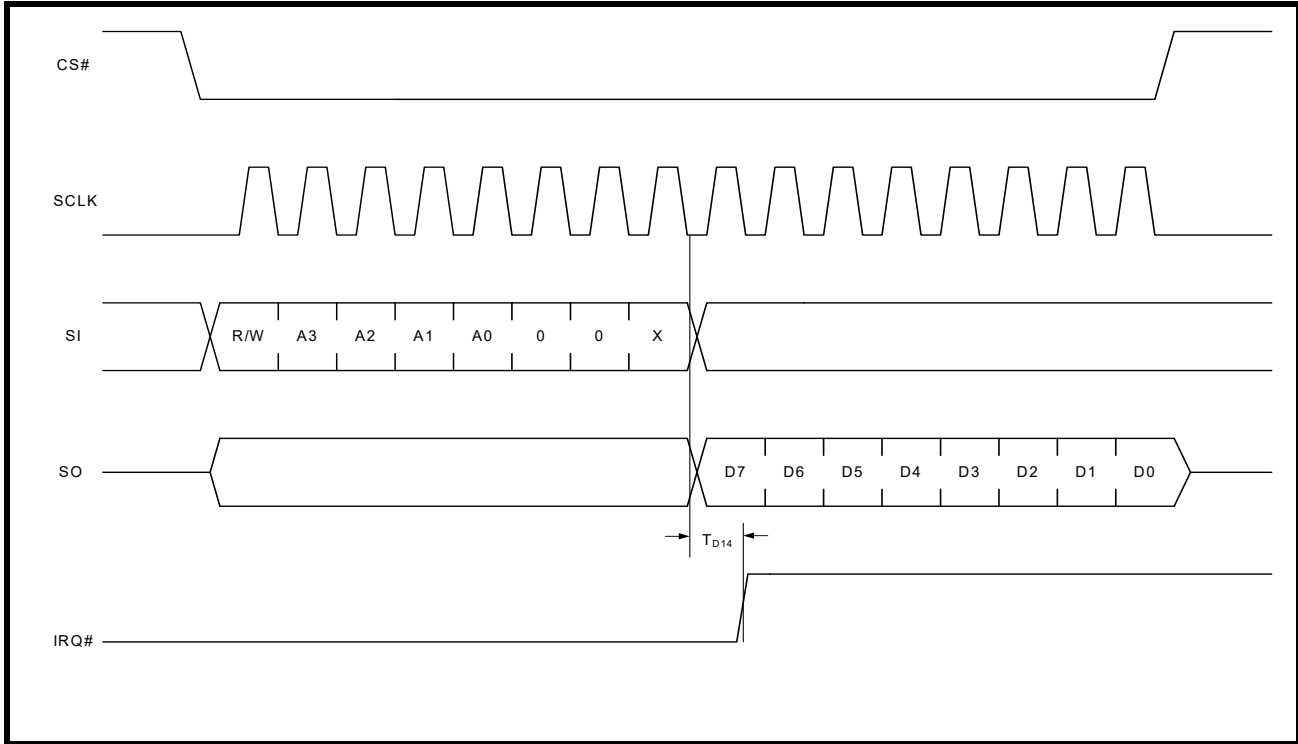 CS#
SCLK
SI R/W A3 A2 A1 A0 0 0 X
SO D7 D6 D5 D4 D3 D2 D1 D0
TD14
IRQ#